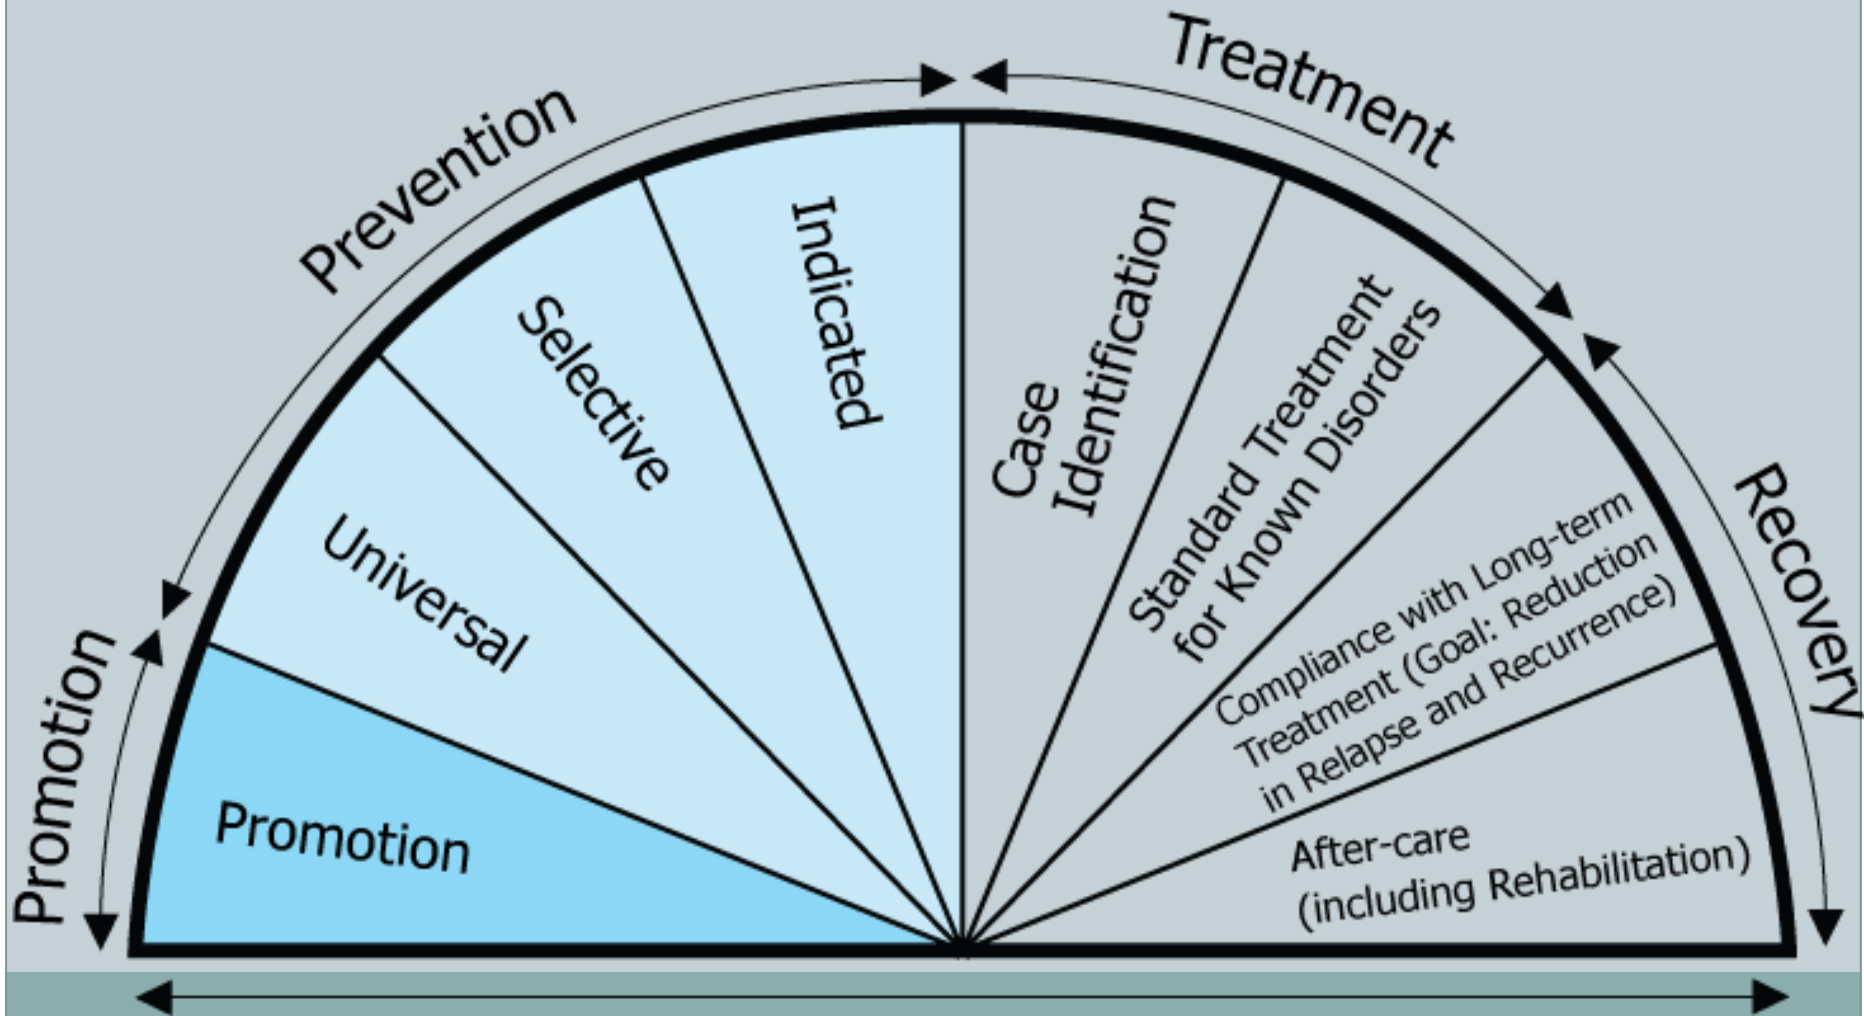 Promotion
Prevention
Treatment
Recovery
Promotion
Universal
Selective
Indicated
Case
Identification
Standard Treatment
for Known Disorders
Compliance with Long-term
Treatment (Goal: Reduction
in Relapse and Recurrence)
After-care
(including Rehabilitation)